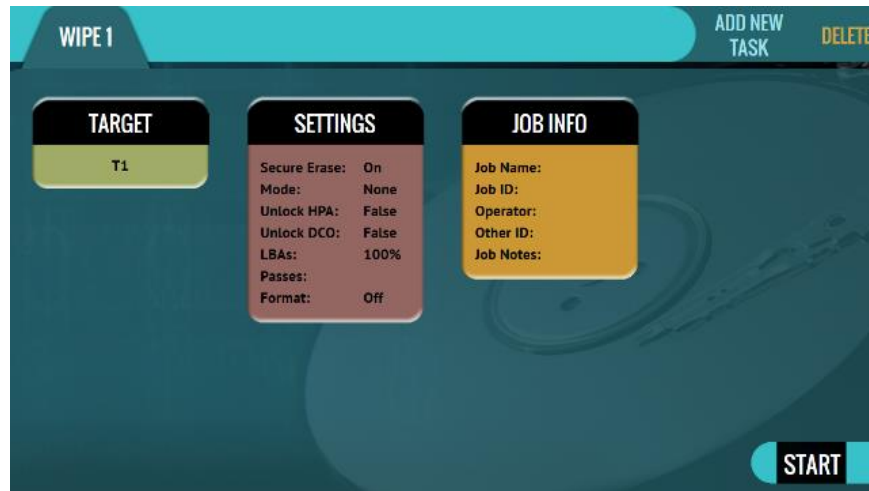 WIPE 1
ADD NEW
TASK
DELETE
TARGET
T1
SETTINGS
Secure Erase: On
Mode: None
Unlock HPA: False
Unlock DCO: False
LBAs: 100%
Passes:
Format: Off
JOB INFO
Job Name:
Job ID:
Operator:
Other ID:
Job Notes:
START